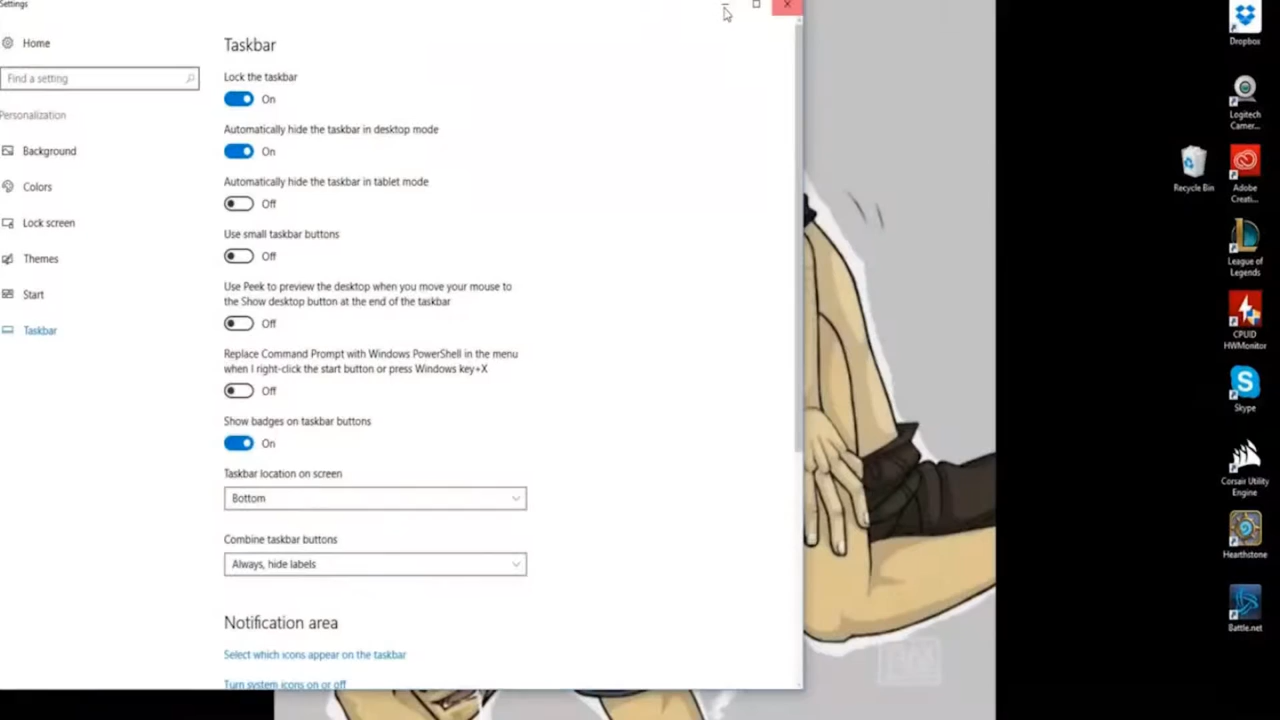 Settings
Home
Find a setting
Personalization
Background
Colors
Lock screen
Themes
Start
Taskbar
Taskbar
Lock the taskbar
On
Automatically hide the taskbar in desktop mode
On
Automatically hide the taskbar in tablet mode
Off
Use small taskbar buttons
Off
Use Peek to preview the desktop when you move your mouse to
the Show desktop button at the end of the taskbar
Off
Replace Command Prompt with Windows PowerShell in the menu
when I right-click the start button or press Windows key+X
Off
Show badges on taskbar buttons
On
Taskbar location on screen
Bottom
Combine taskbar buttons
Always, hide labels
Notification area
Select which icons appear on the taskbar
Turn system icons on or off
Recycle Bin
Dropbox
Logitech
Camer...
Adobe
Creati...
League of
Legends
CPUID
HWMonitor
Skype
Corsair Utility
Engine
Hearthstone
Battle.net